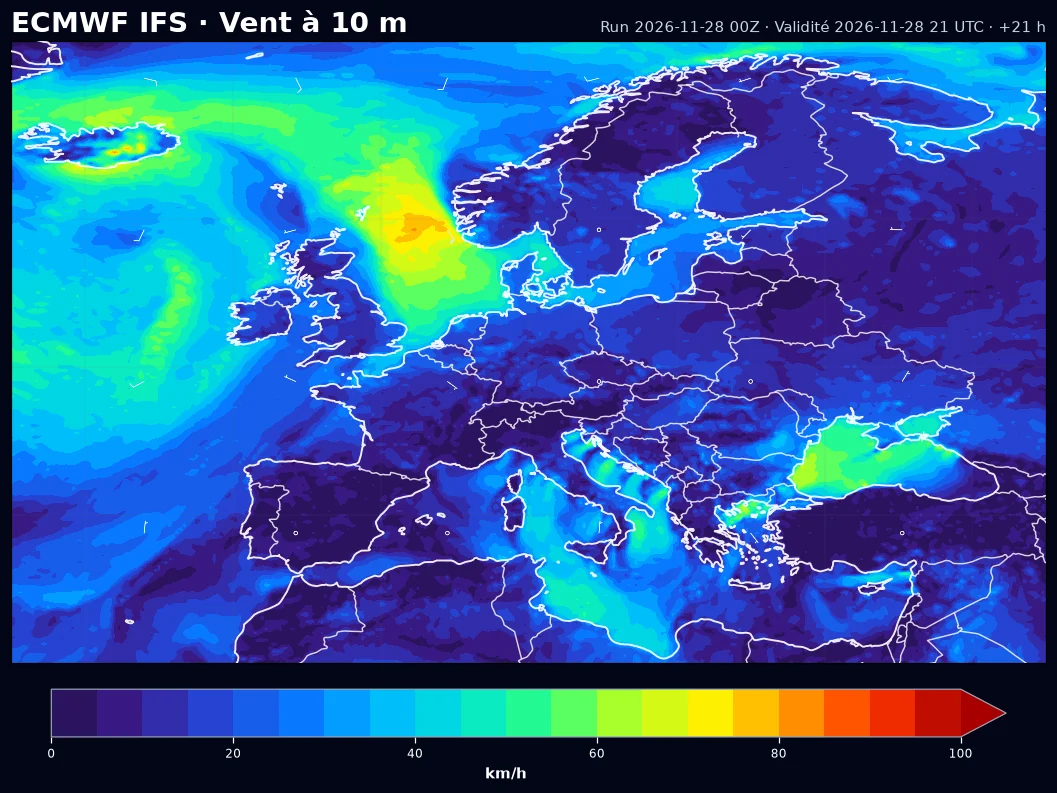 ECMWF IFS · Vent à 10 m
Run 2026-11-28 00Z · Validité 2026-11-28 21 UTC · +21 h
0 20 40 60 80 100
km/h